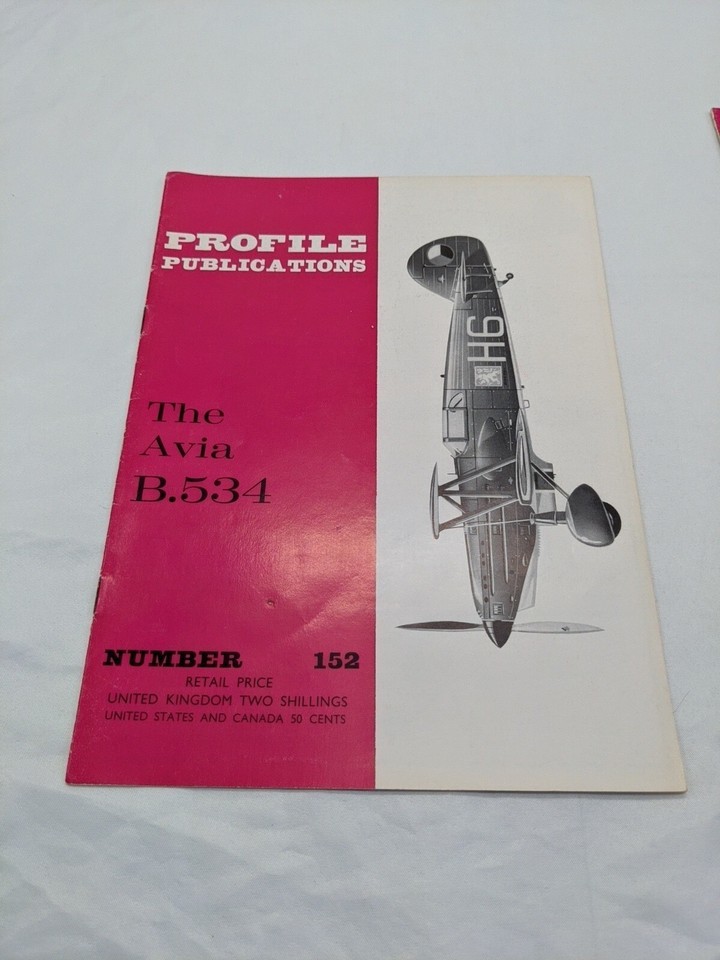 PROFILE
PUBLICATIONS
The
Avia
B.534
H6
NUMBER 152
RETAIL PRICE
UNITED KINGDOM TWO SHILLINGS
UNITED STATES AND CANADA 50 CENTS